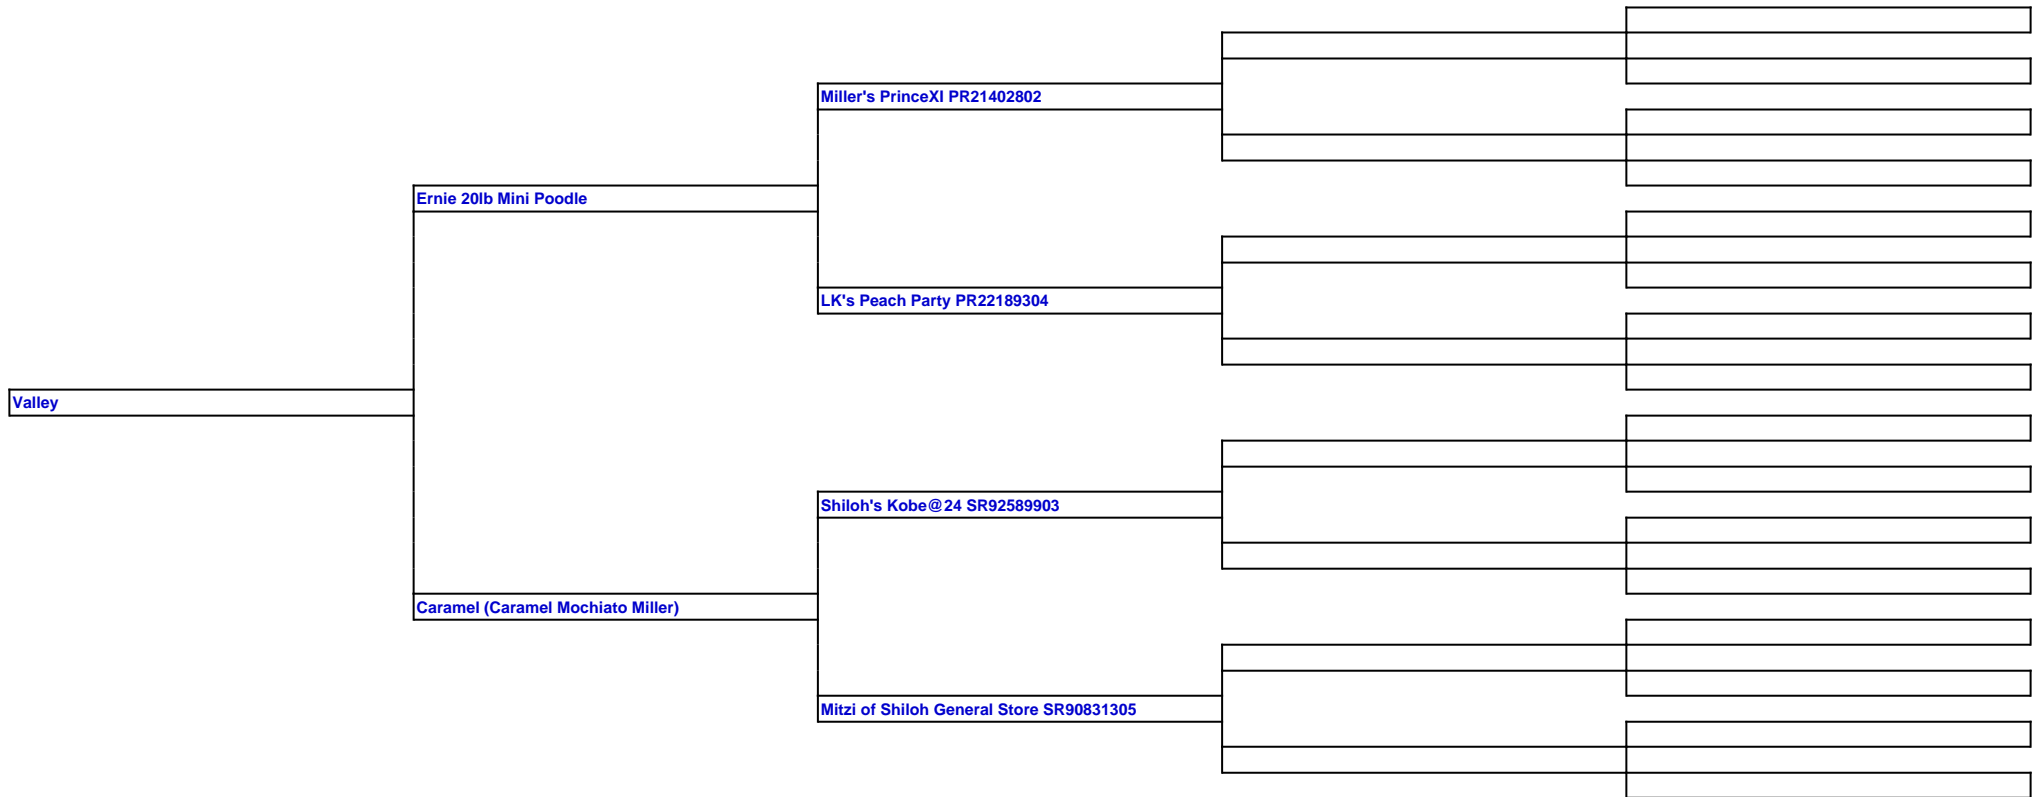 Miller's PrinceXI PR21402802
Ernie 20lb Mini Poodle
LK's Peach Party PR22189304
Valley
Shiloh's Kobe@24 SR92589903
Caramel (Caramel Mochiato Miller)
Mitzi of Shiloh General Store SR90831305